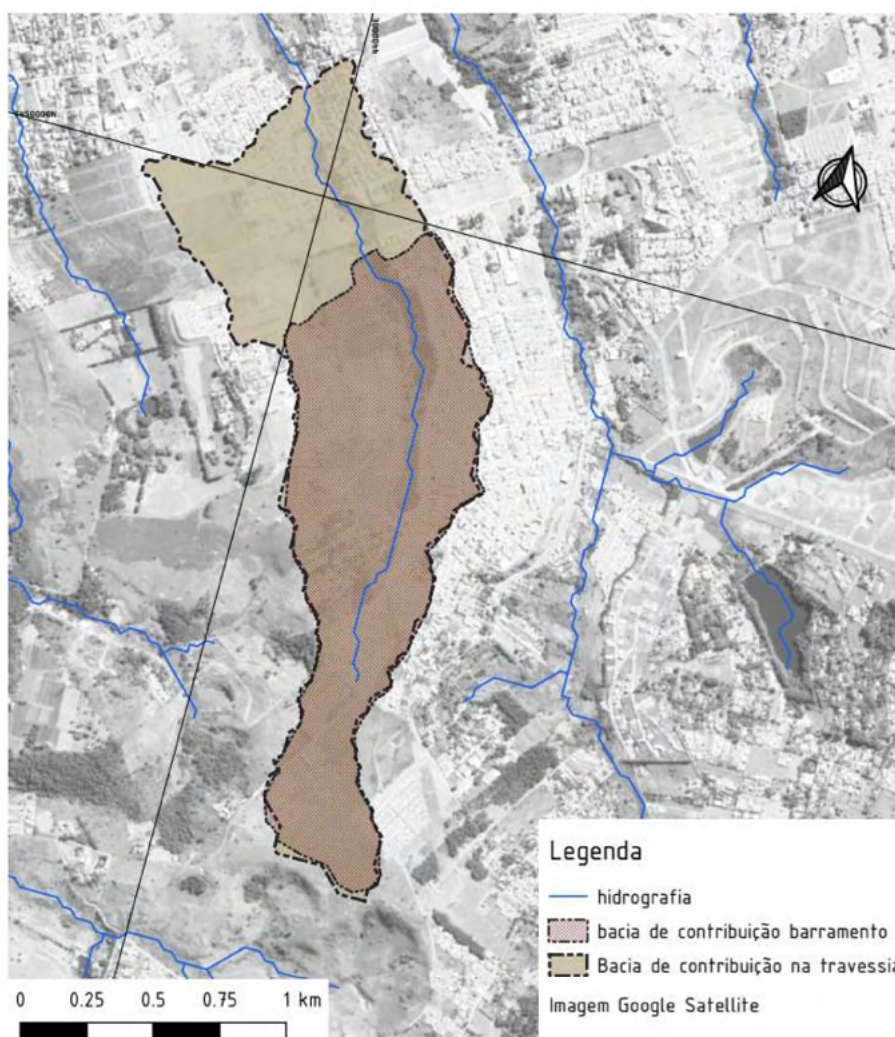 Legenda
hidrografia
bacia de contribuição barramento
Bacia de contribuição na travessia
Imagem Google Satellite
0 0.25 0.5 0.75 1 km